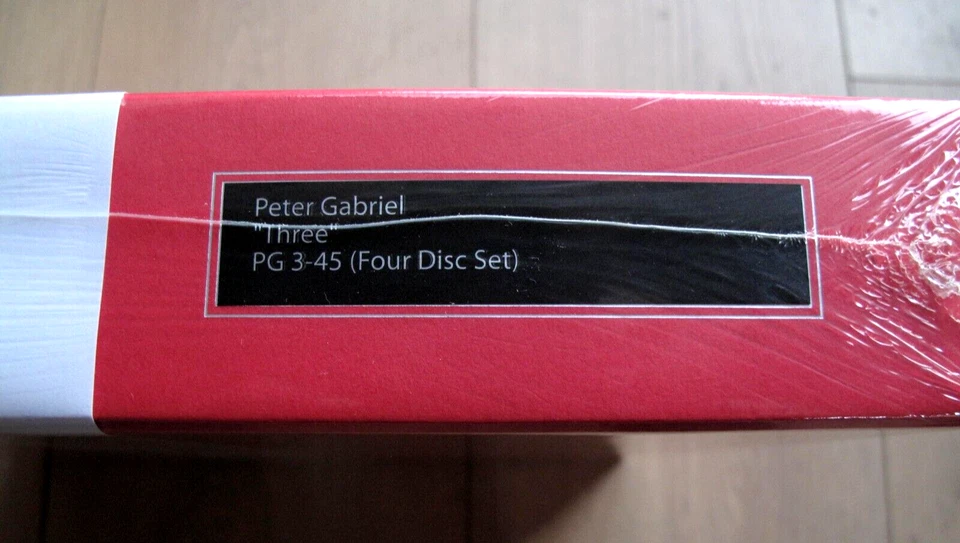 Peter Gabriel
"Three"
PG 3-45 (Four Disc Set)